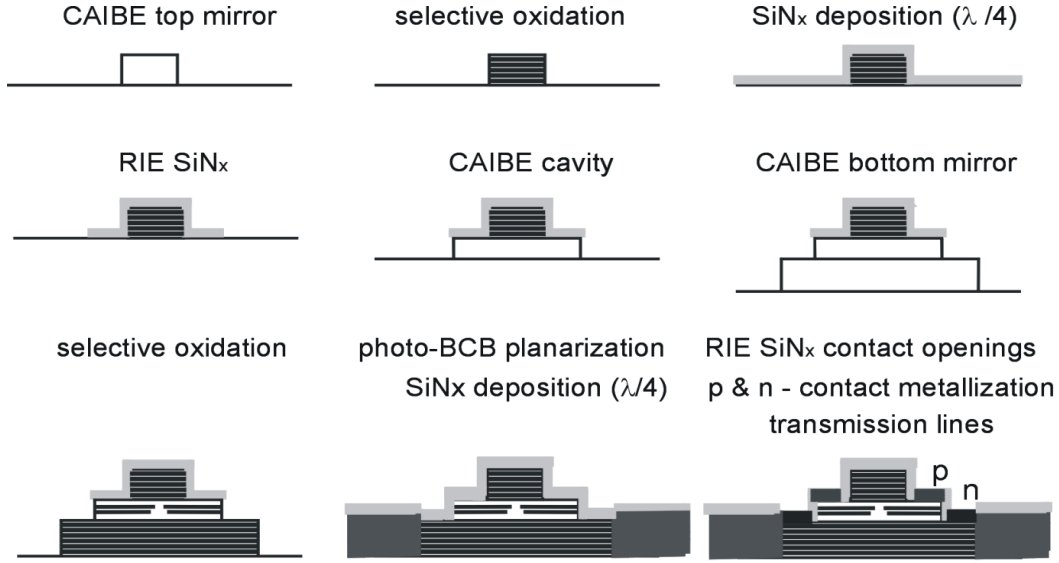 CAIBE top mirror
selective oxidation
SiNx deposition (λ /4)
RIE SiNx
CAIBE cavity
CAIBE bottom mirror
selective oxidation
photo-BCB planarization
SiNx deposition (λ/4)
RIE SiNx contact openings
p & n - contact metallization
transmission lines
p
n